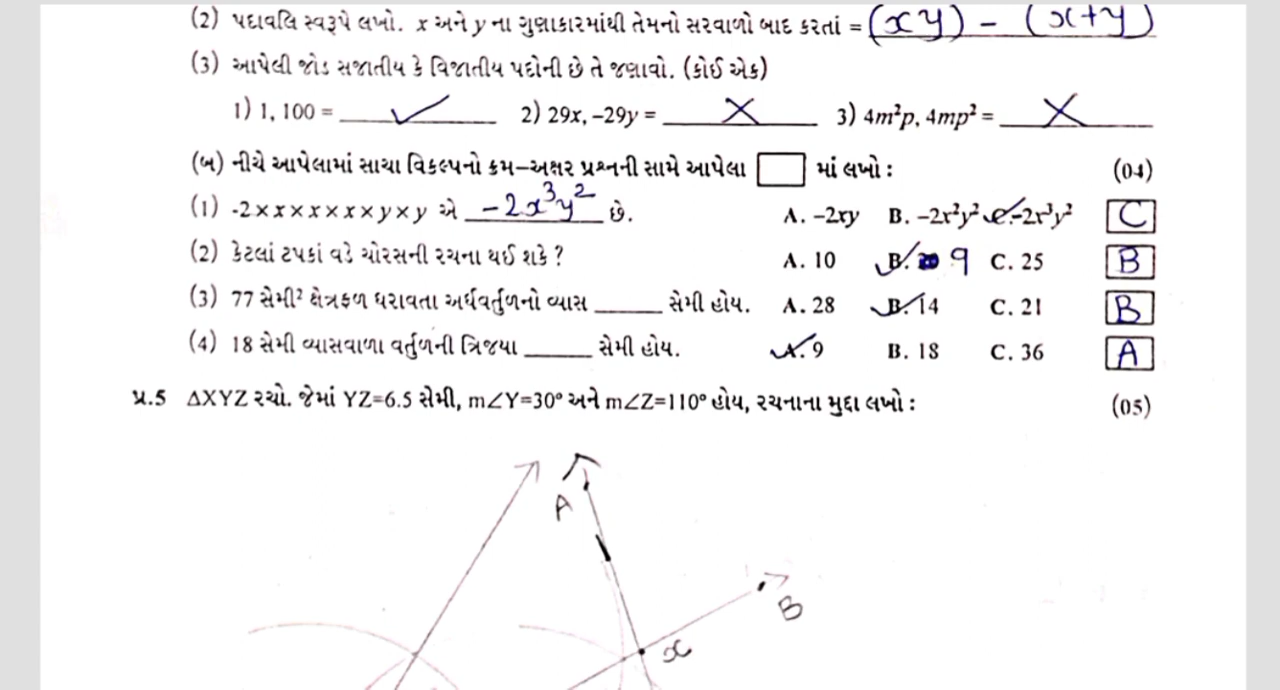 (2) પદાવલિ સ્વરૂપે લખો. x અને y ના ગુણાકારમાંથી તેમનો સરવાળો બાદ કરતાં = (xy) - (x+y)
(3) આપેલી જોડ સજાતીય કે વિજાતીય પદોની છે તે જણાવો. (કોઈ એક)
1) 1, 100 = ✓ 2) 29x, –29y = X 3) 4m²p, 4mp² = X
(બ) નીચે આપેલામાં સાચા વિકલ્પનો ક્રમ–અક્ષર પ્રશ્નની સામે આપેલા માં લખો : (04)
(1) -2×x×x×x×y×y એ -2x³y² છે. A. –2xy B. –2x²y² C. –2x³y² C
(2) કેટલાં ટપકાં વડે ચોરસની રચના થઈ શકે ? A. 10 B. 9 C. 25 B
(3) 77 સેમી² ક્ષેત્રફળ ધરાવતા અર્ધવર્તુળનો વ્યાસ ______ સેમી હોય. A. 28 B. 14 C. 21 B
(4) 18 સેમી વ્યાસવાળા વર્તુળની ત્રિજયા ______ સેમી હોય. A. 9 B. 18 C. 36 A
પ્ર.5 ΔXYZ રચો. જેમાં YZ=6.5 સેમી, m∠Y=30° અને m∠Z=110° હોય, રચનાના મુદ્દા લખો : (05)
A
B
x